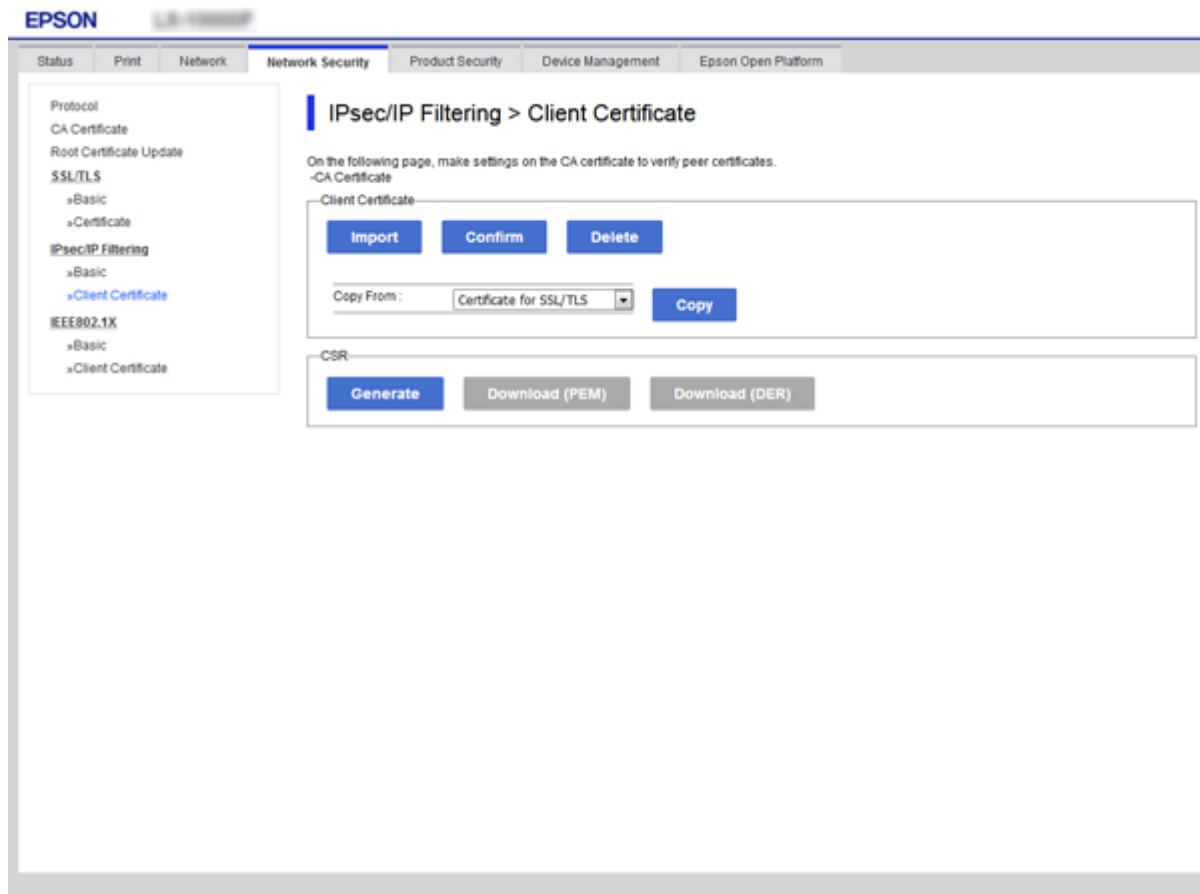 EPSON
Status Print Network Network Security Product Security Device Management Epson Open Platform
Protocol
CA Certificate
Root Certificate Update
SSL/TLS
»Basic
»Certificate
IPsec/IP Filtering
»Basic
»Client Certificate
IEEE802.1X
»Basic
»Client Certificate
IPsec/IP Filtering > Client Certificate
On the following page, make settings on the CA certificate to verify peer certificates.
-CA Certificate
Client Certificate
Import Confirm Delete
Copy From : Certificate for SSL/TLS Copy
CSR
Generate Download (PEM) Download (DER)